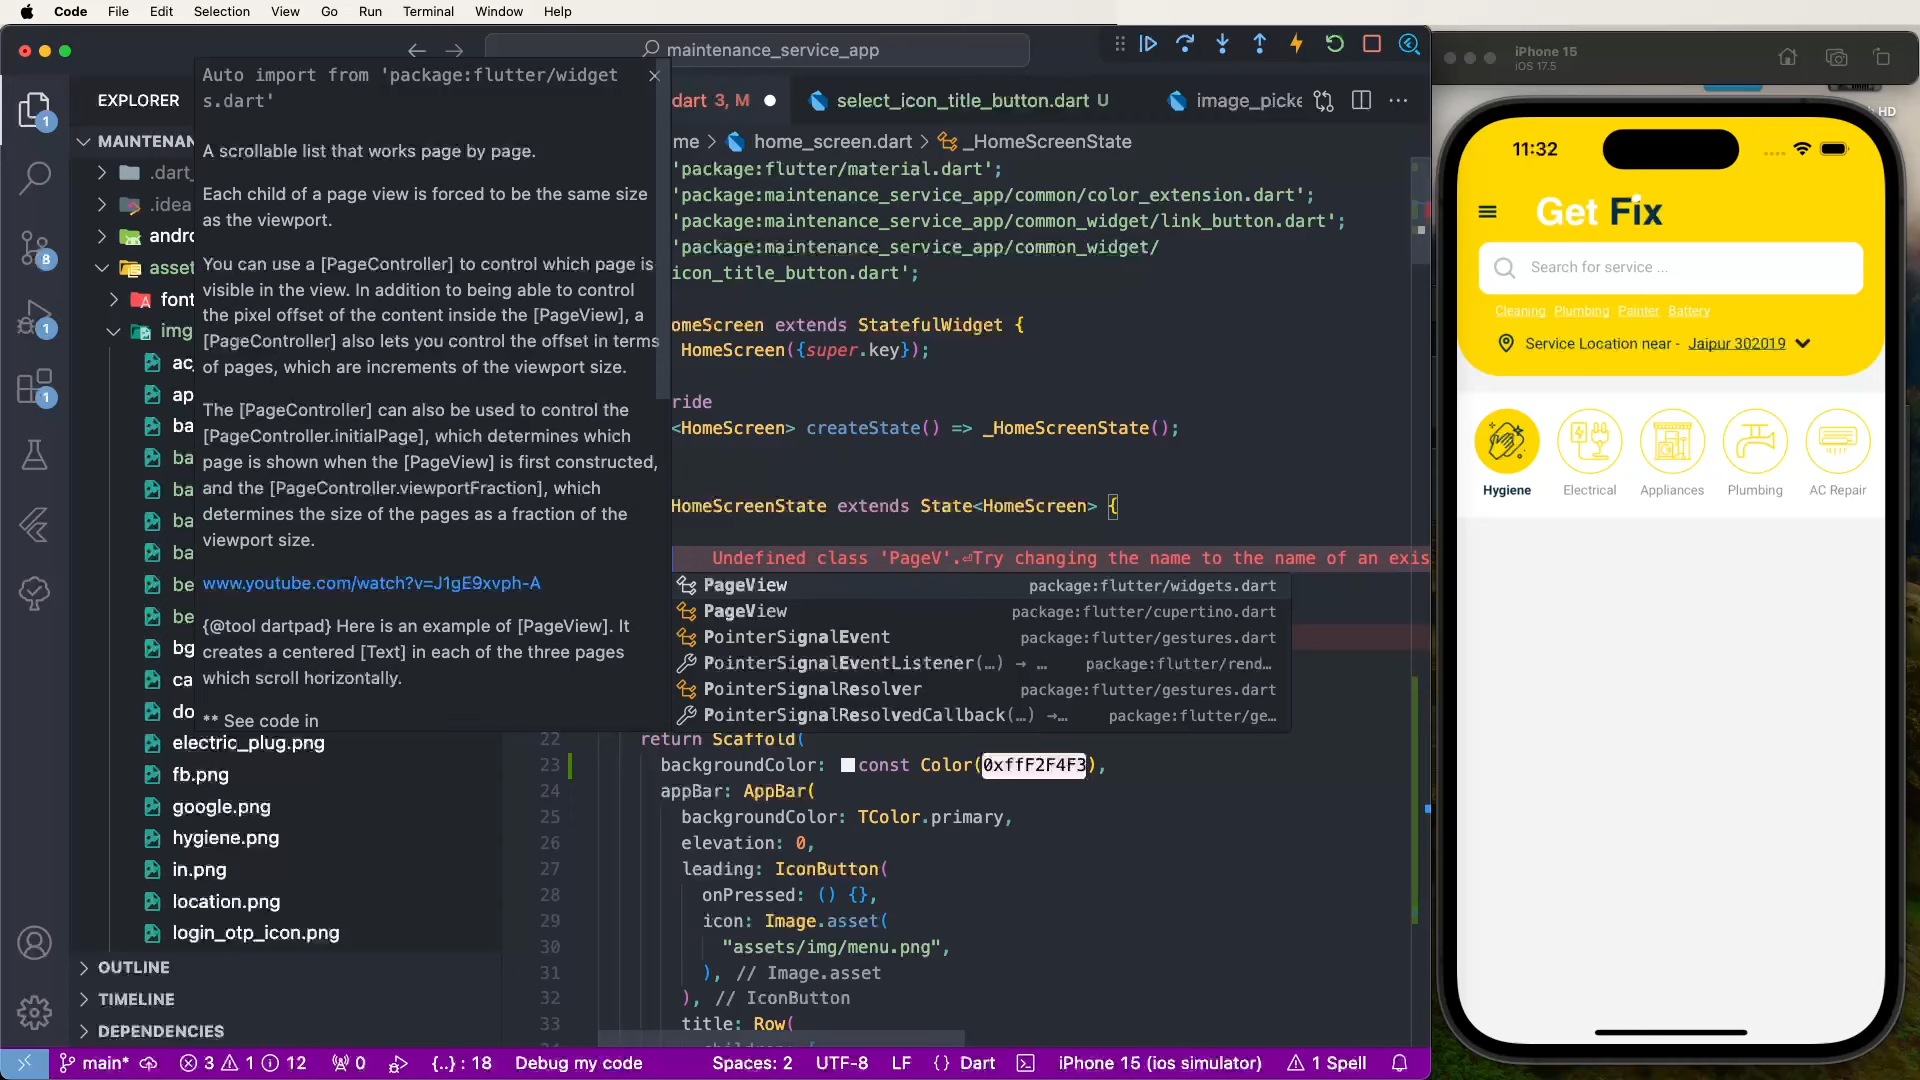 Code File Edit Selection View Go Run Terminal Window Help
maintenance_service_app
iPhone 15
iOS 17.5
HD
Auto import from 'package:flutter/widget
s.dart'
A scrollable list that works page by page.
Each child of a page view is forced to be the same size
as the viewport.
You can use a [PageController] to control which page is
visible in the view. In addition to being able to control
the pixel offset of the content inside the [PageView], a
[PageController] also lets you control the offset in terms
of pages, which are increments of the viewport size.
The [PageController] can also be used to control the
[PageController.initialPage], which determines which
page is shown when the [PageView] is first constructed,
and the [PageController.viewportFraction], which
determines the size of the pages as a fraction of the
viewport size.
www.youtube.com/watch?v=J1gE9xvph-A
{@tool dartpad} Here is an example of [PageView]. It
creates a centered [Text] in each of the three pages
which scroll horizontally.
** See code in
EXPLORER
MAINTENAN
.dart_
.idea
andro
asset
font
img
ac_
ap
ba
ba
ba
ba
ba
be
be
bg
ca
do
electric_plug.png
fb.png
google.png
hygiene.png
in.png
location.png
login_otp_icon.png
OUTLINE
TIMELINE
DEPENDENCIES
1
8
1
1
dart 3, M
select_icon_title_button.dart U
image_picke
me > home_screen.dart > _HomeScreenState
'package:flutter/material.dart';
'package:maintenance_service_app/common/color_extension.dart';
'package:maintenance_service_app/common_widget/link_button.dart';
'package:maintenance_service_app/common_widget/
icon_title_button.dart';
omeScreen extends StatefulWidget {
HomeScreen({super.key});
ride
<HomeScreen> createState() => _HomeScreenState();
HomeScreenState extends State<HomeScreen> {
Undefined class 'PageV'.⏎Try changing the name to the name of an exis
PageView package:flutter/widgets.dart
PageView package:flutter/cupertino.dart
PointerSignalEvent package:flutter/gestures.dart
PointerSignalEventListener(…) → … package:flutter/rend…
PointerSignalResolver package:flutter/gestures.dart
PointerSignalResolvedCallback(…) →… package:flutter/ge…
22 return Scaffold(
23 backgroundColor: const Color(0xffF2F4F3),
24 appBar: AppBar(
25 backgroundColor: TColor.primary,
26 elevation: 0,
27 leading: IconButton(
28 onPressed: () {},
29 icon: Image.asset(
30 "assets/img/menu.png",
31 ), // Image.asset
32 ), // IconButton
33 title: Row(
main* 3 1 12 0 {..} : 18 Debug my code Spaces: 2 UTF-8 LF {} Dart iPhone 15 (ios simulator) 1 Spell
11:32
Get Fix
Search for service ...
Cleaning Plumbing Painter Battery
Service Location near - Jaipur 302019
Hygiene Electrical Appliances Plumbing AC Repair